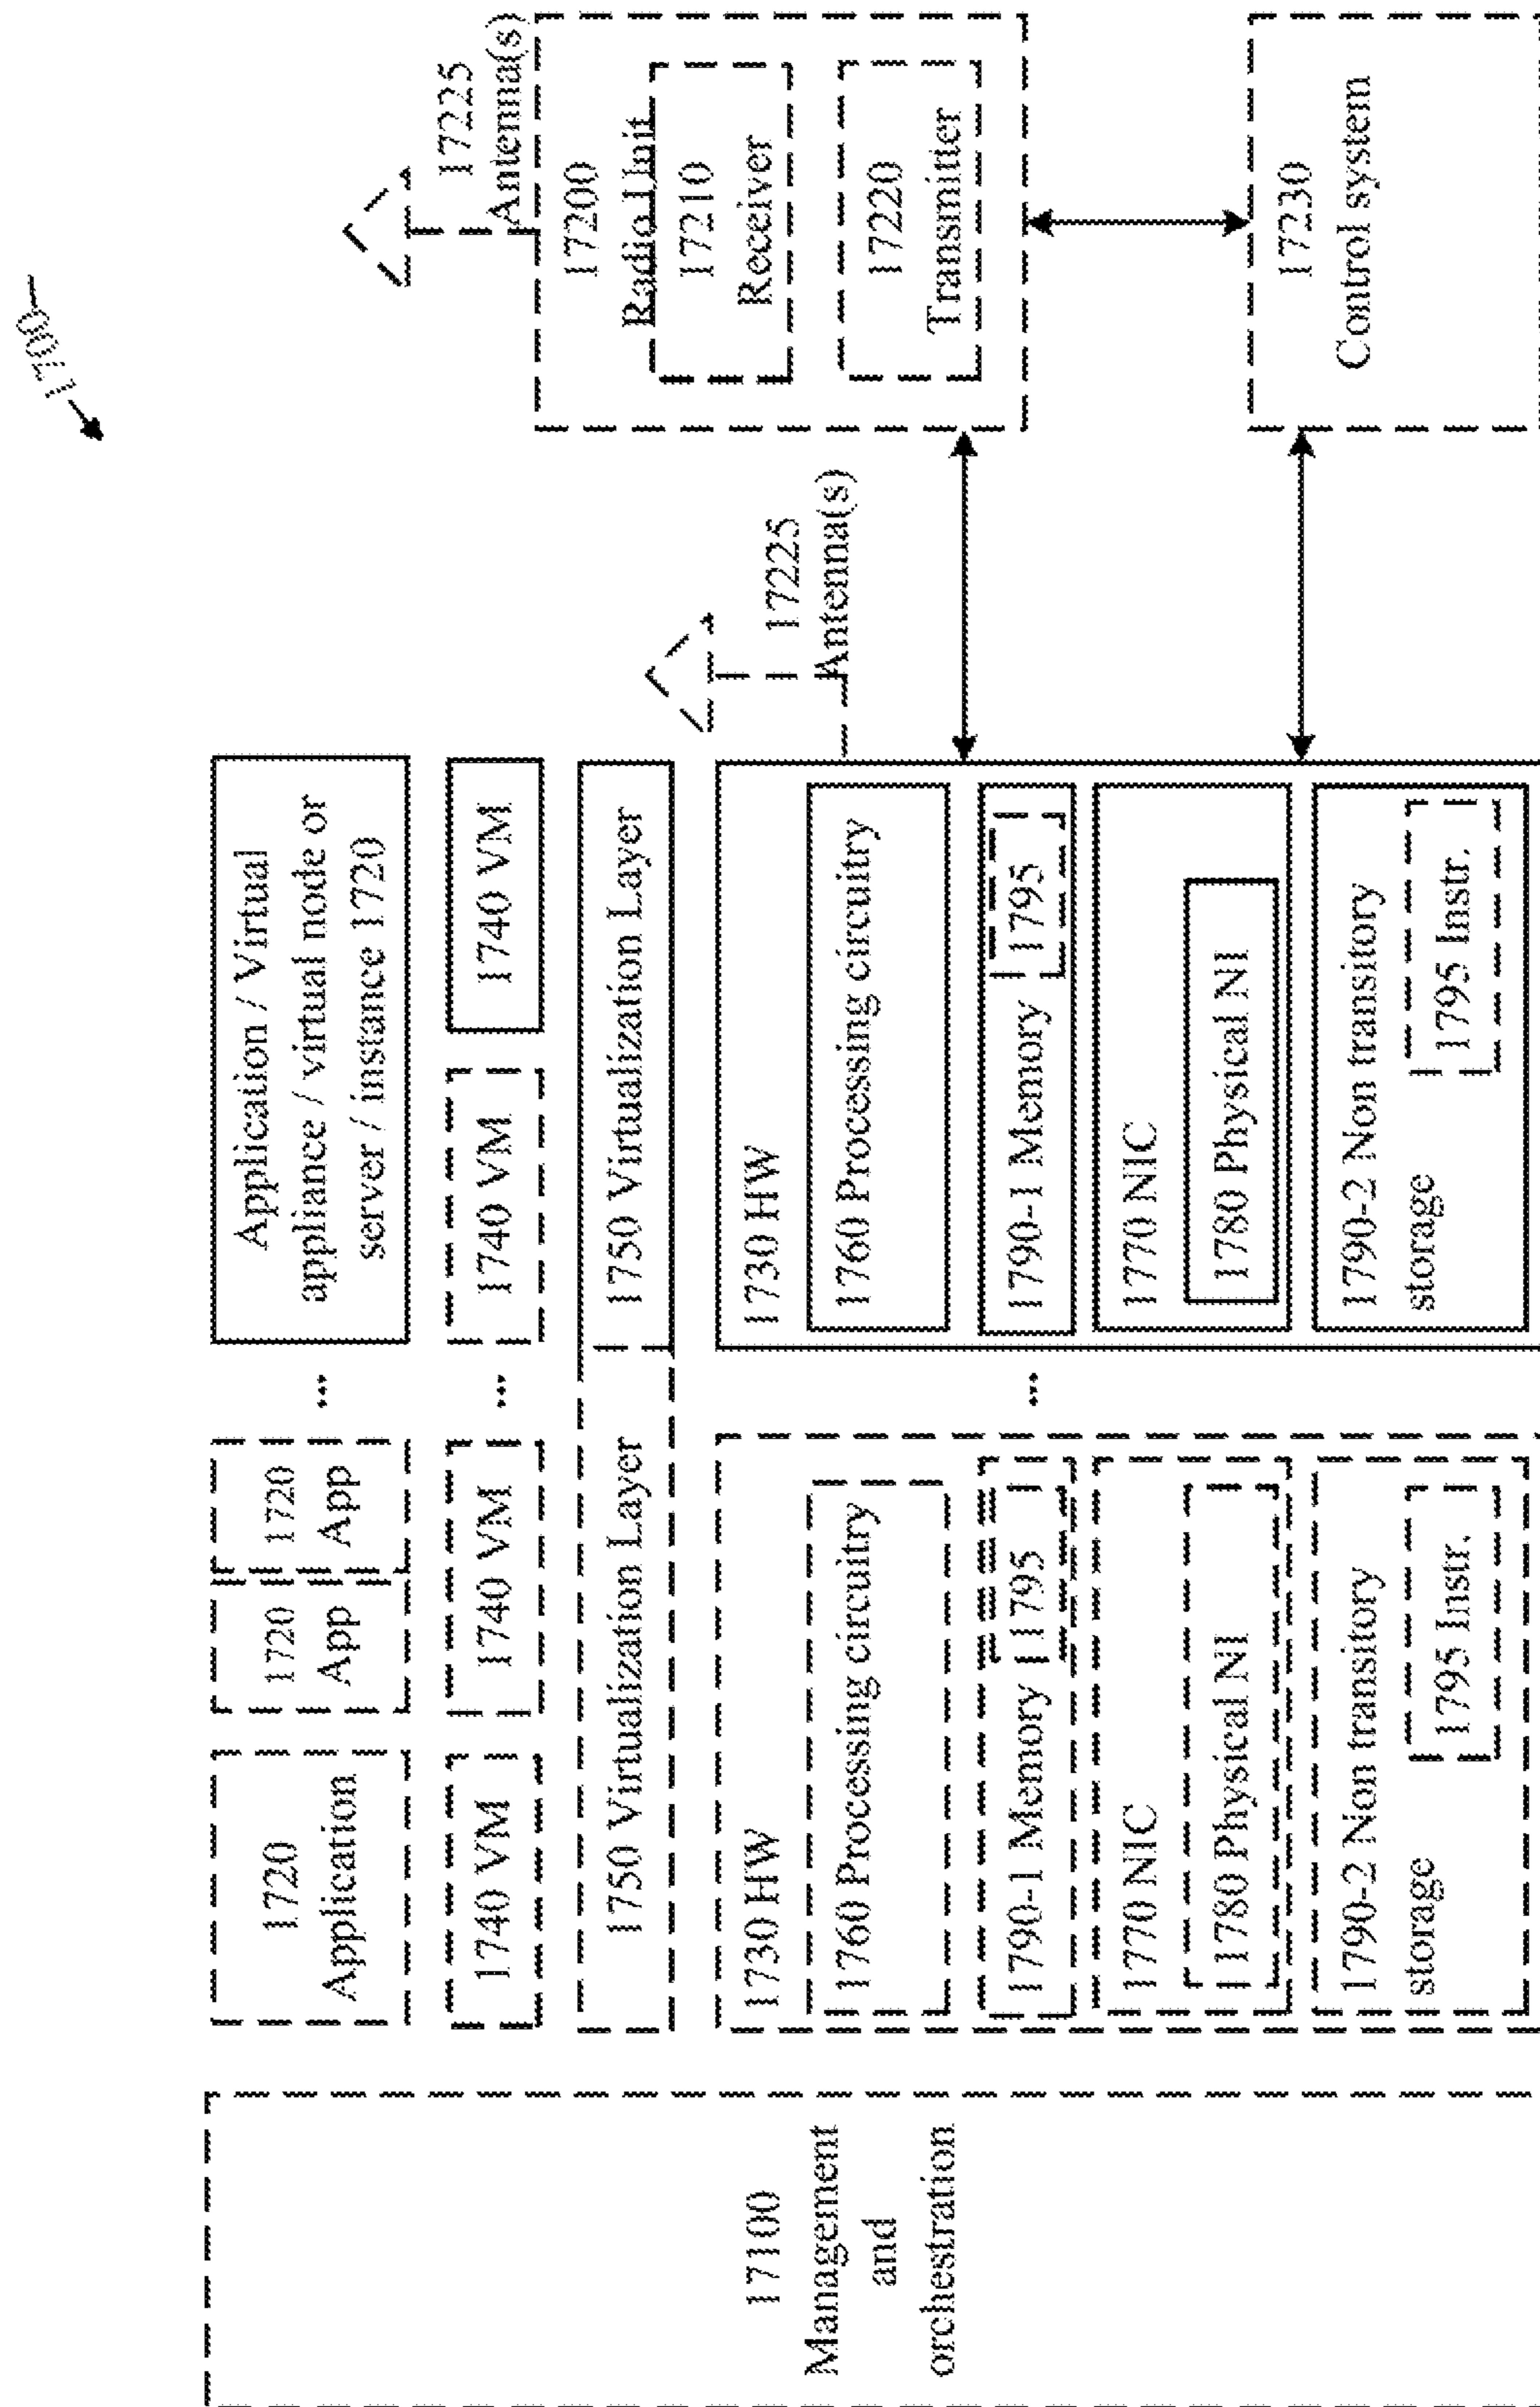 1700
17100
Management
and
orchestration
1720
Application
1720
App
1720
App
...
Application / Virtual
appliance / virtual node or
server / instance 1720
1740 VM
1740 VM
...
1740 VM
1740 VM
1750 Virtualization Layer
1750 Virtualization Layer
1730 HW
1760 Processing circuitry
1790-1 Memory
1795
1770 NIC
1780 Physical NI
1790-2 Non transitory
storage
1795 Instr.
...
1730 HW
1760 Processing circuitry
1790-1 Memory
1795
1770 NIC
1780 Physical NI
1790-2 Non transitory
storage
1795 Instr.
17225
Antenna(s)
17225
Antenna(s)
17200
Radio Unit
17210
Receiver
17220
Transmitter
17230
Control system